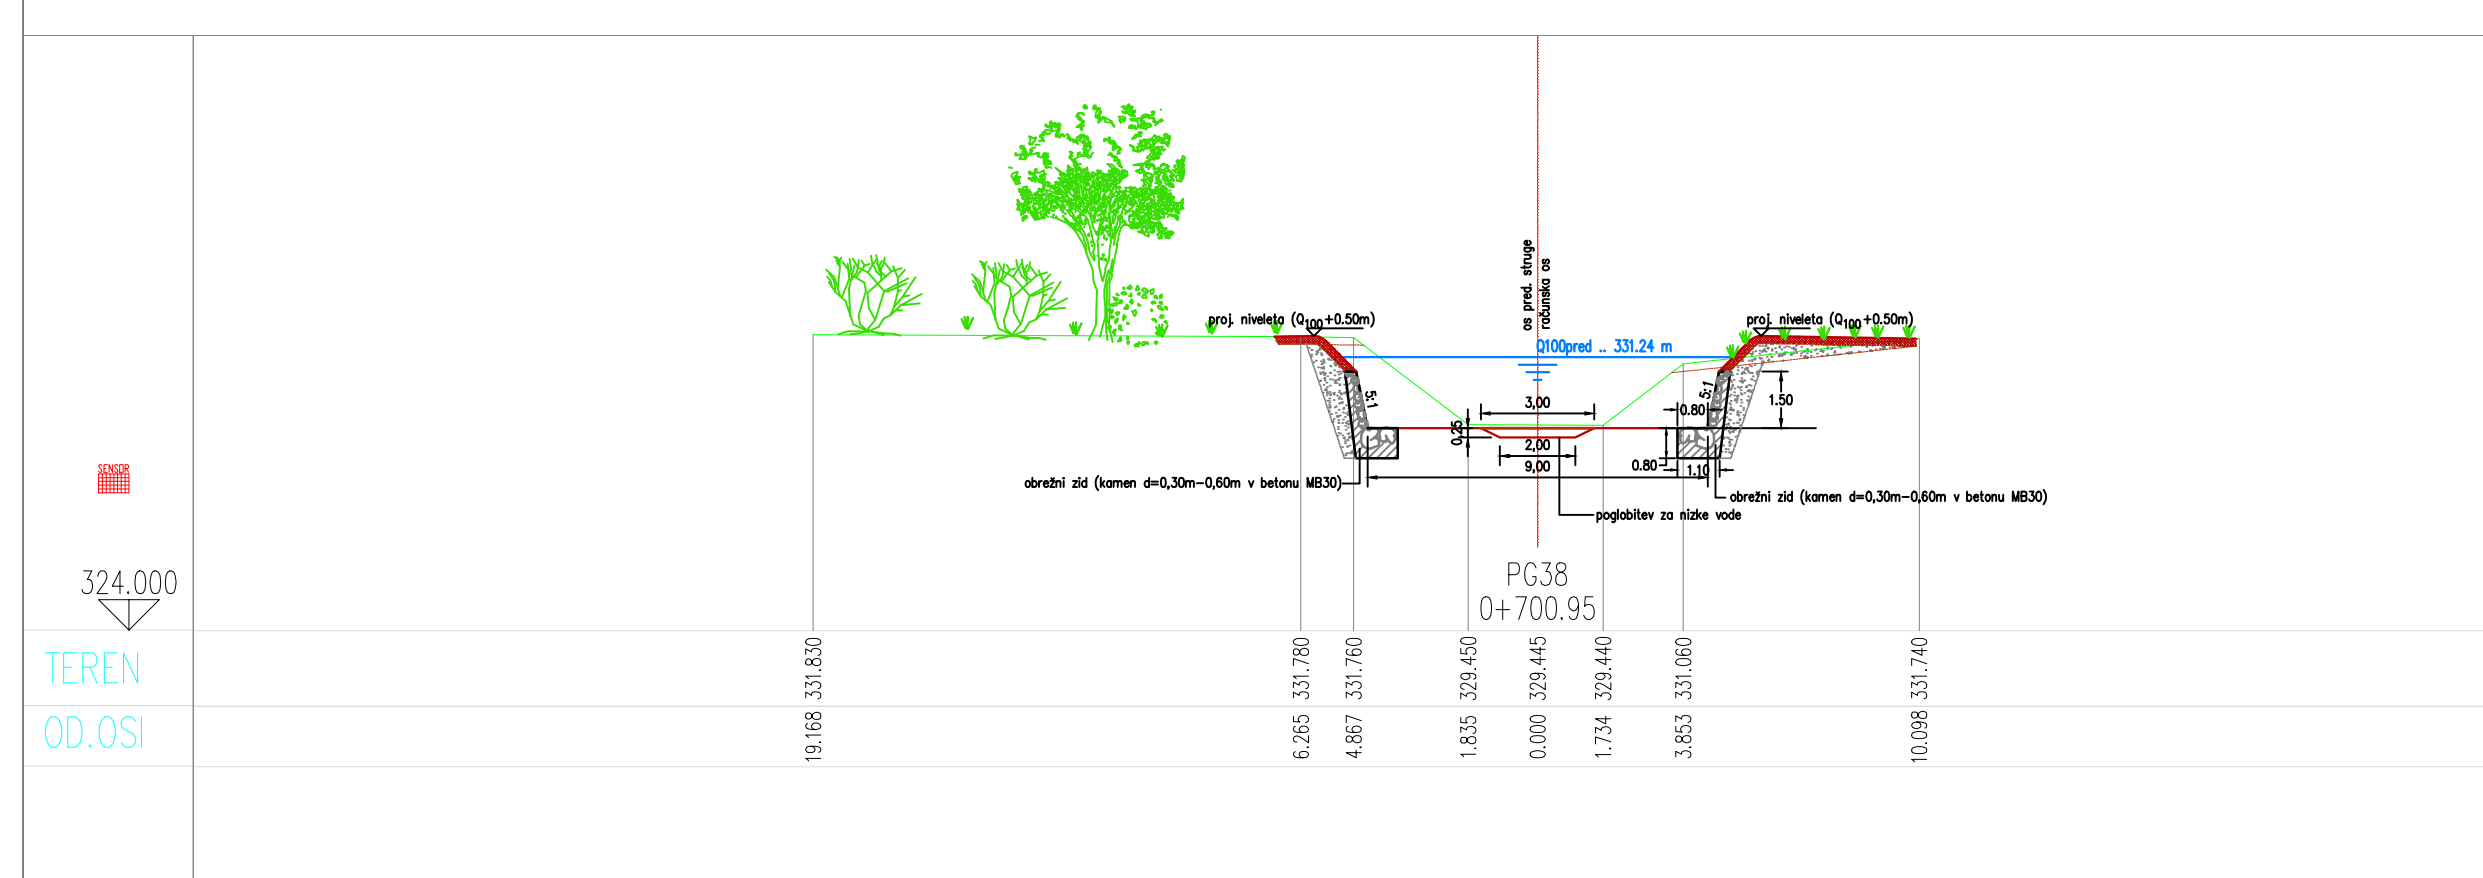 os pred. struge
računska os
proj. niveleta (Q100+0.50m)
proj. niveleta (Q100+0.50m)
Q100pred .. 331.24 m
5:1
5:1
3,00
0.80
1.50
0,25
2,00
9,00
0.80
1.10
SENSOR
obrežni zid (kamen d=0,30m-0,60m v betonu MB30)
obrežni zid (kamen d=0,30m-0,60m v betonu MB30)
poglobitev za nizke vode
324.000
PG38
0+700.95
TEREN 331.830 331.780 331.760 329.450 329.445 329.440 331.060 331.740
OD.OSI 19.168 6.265 4.867 1.835 0.000 1.734 3.853 10.098